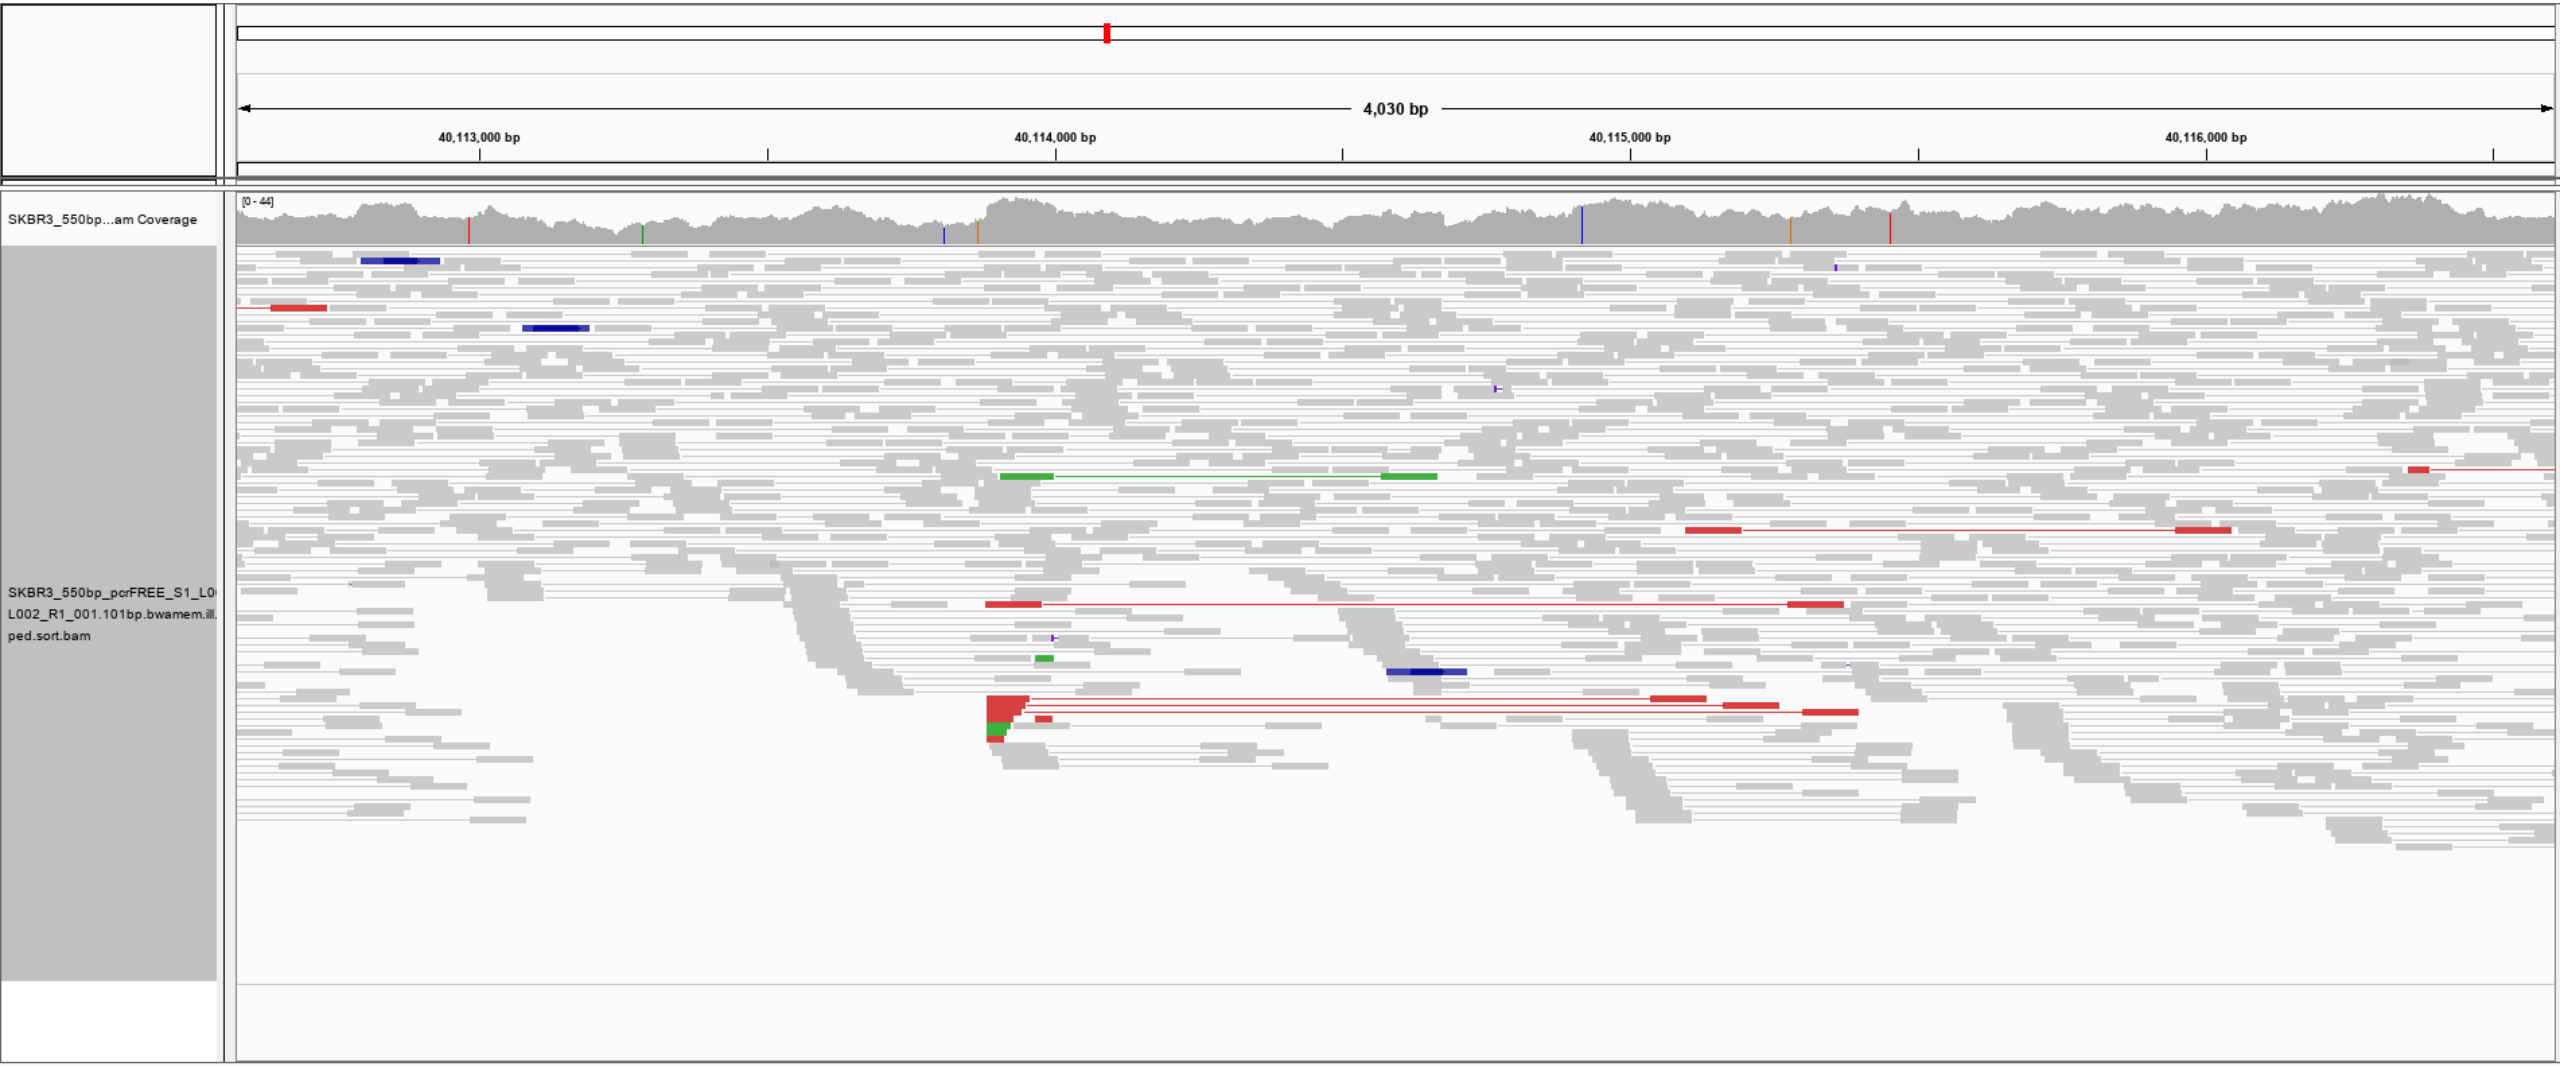 4,030 bp
40,113,000 bp
40,114,000 bp
40,115,000 bp
40,116,000 bp
[0 - 44]
SKBR3_550bp...am Coverage
SKBR3_550bp_pcrFREE_S1_L0
L002_R1_001.101bp.bwamem.ill.
ped.sort.bam